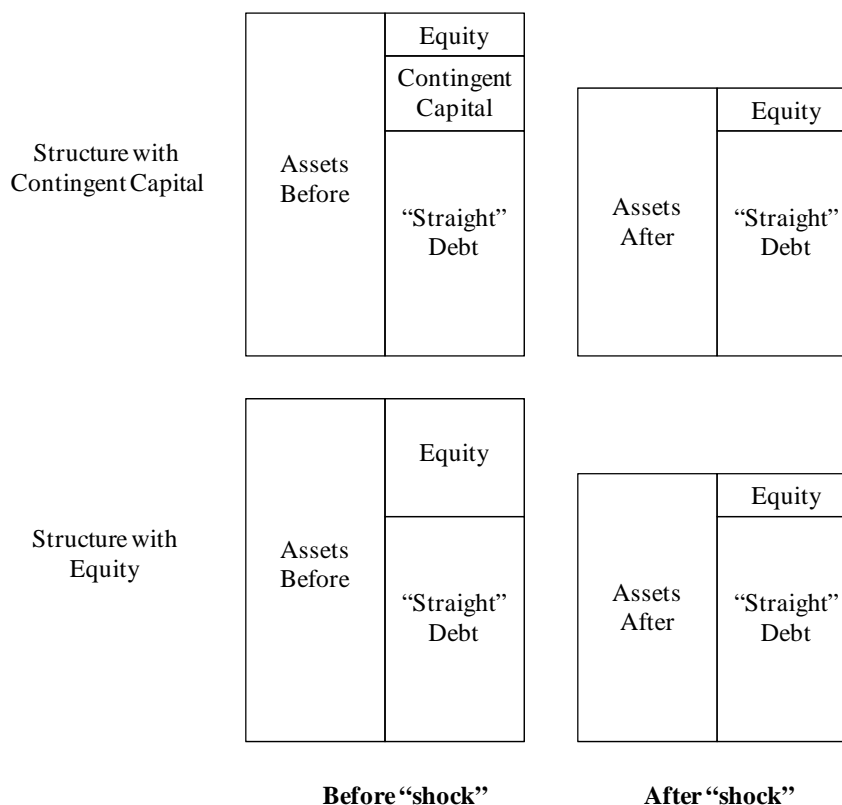 Equity
Contingent
Capital
Equity
Structure with
Contingent Capital
Assets
Before
“Straight”
Debt
Assets
After
“Straight”
Debt
Equity
Equity
Structure with
Equity
Assets
Before
“Straight”
Debt
Assets
After
“Straight”
Debt
Before “shock”
After “shock”